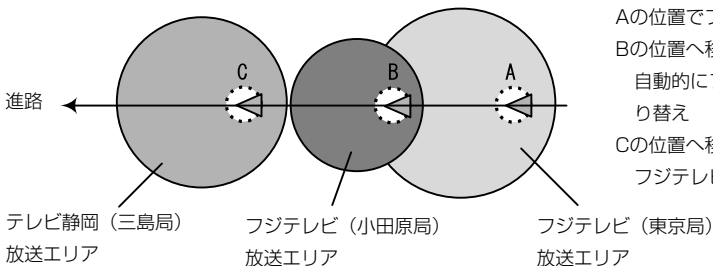 Aの位置でフ
Bの位置へ移
自動的にフ
り替え
Cの位置へ移
フジテレビ
C
B
A
進路
テレビ静岡（三島局）
放送エリア
フジテレビ（小田原局）
放送エリア
フジテレビ（東京局）
放送エリア